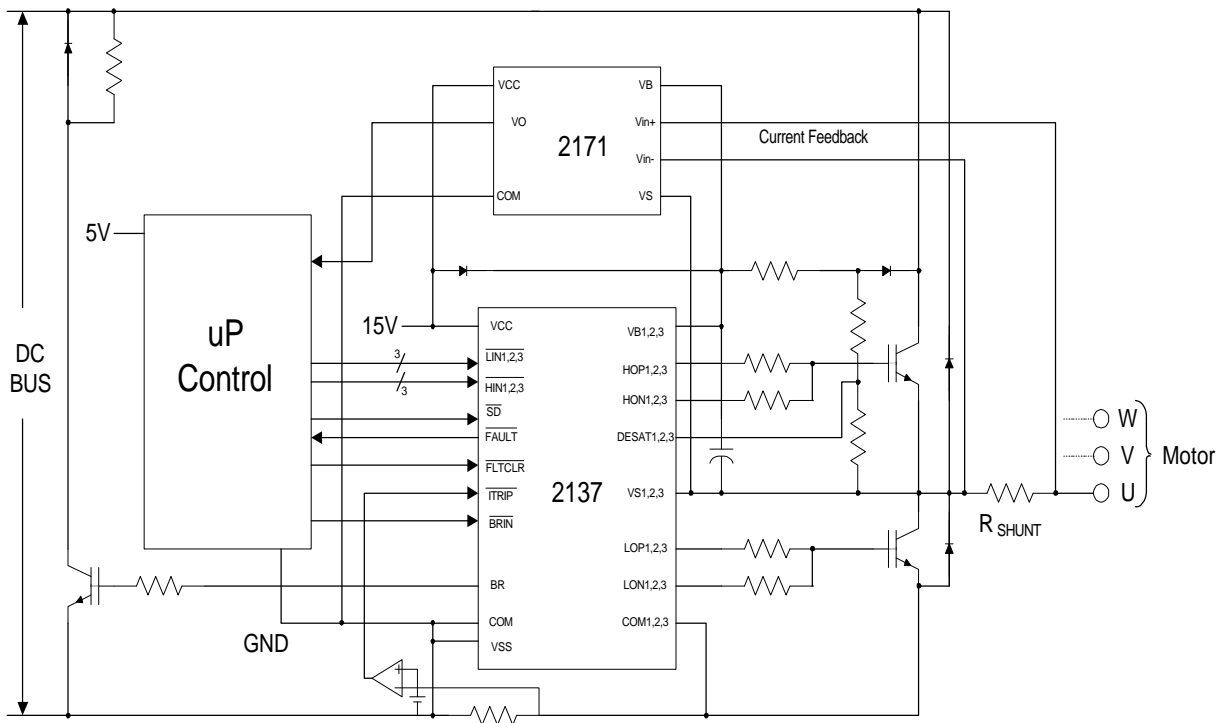 VCC
VB
VO
Vin+
2171
Current Feedback
Vin-
COM
VS
5V
uP
Control
DC
BUS
15V
VCC
VB1,2,3
3
LIN1,2,3
HOP1,2,3
3
HIN1,2,3
HON1,2,3
SD
FAULT
DESAT1,2,3
FLTCLR
2137
ITRIP
VS1,2,3
BRIN
W
V
U
Motor
R SHUNT
LOP1,2,3
BR
LON1,2,3
COM
COM1,2,3
VSS
GND
+
-